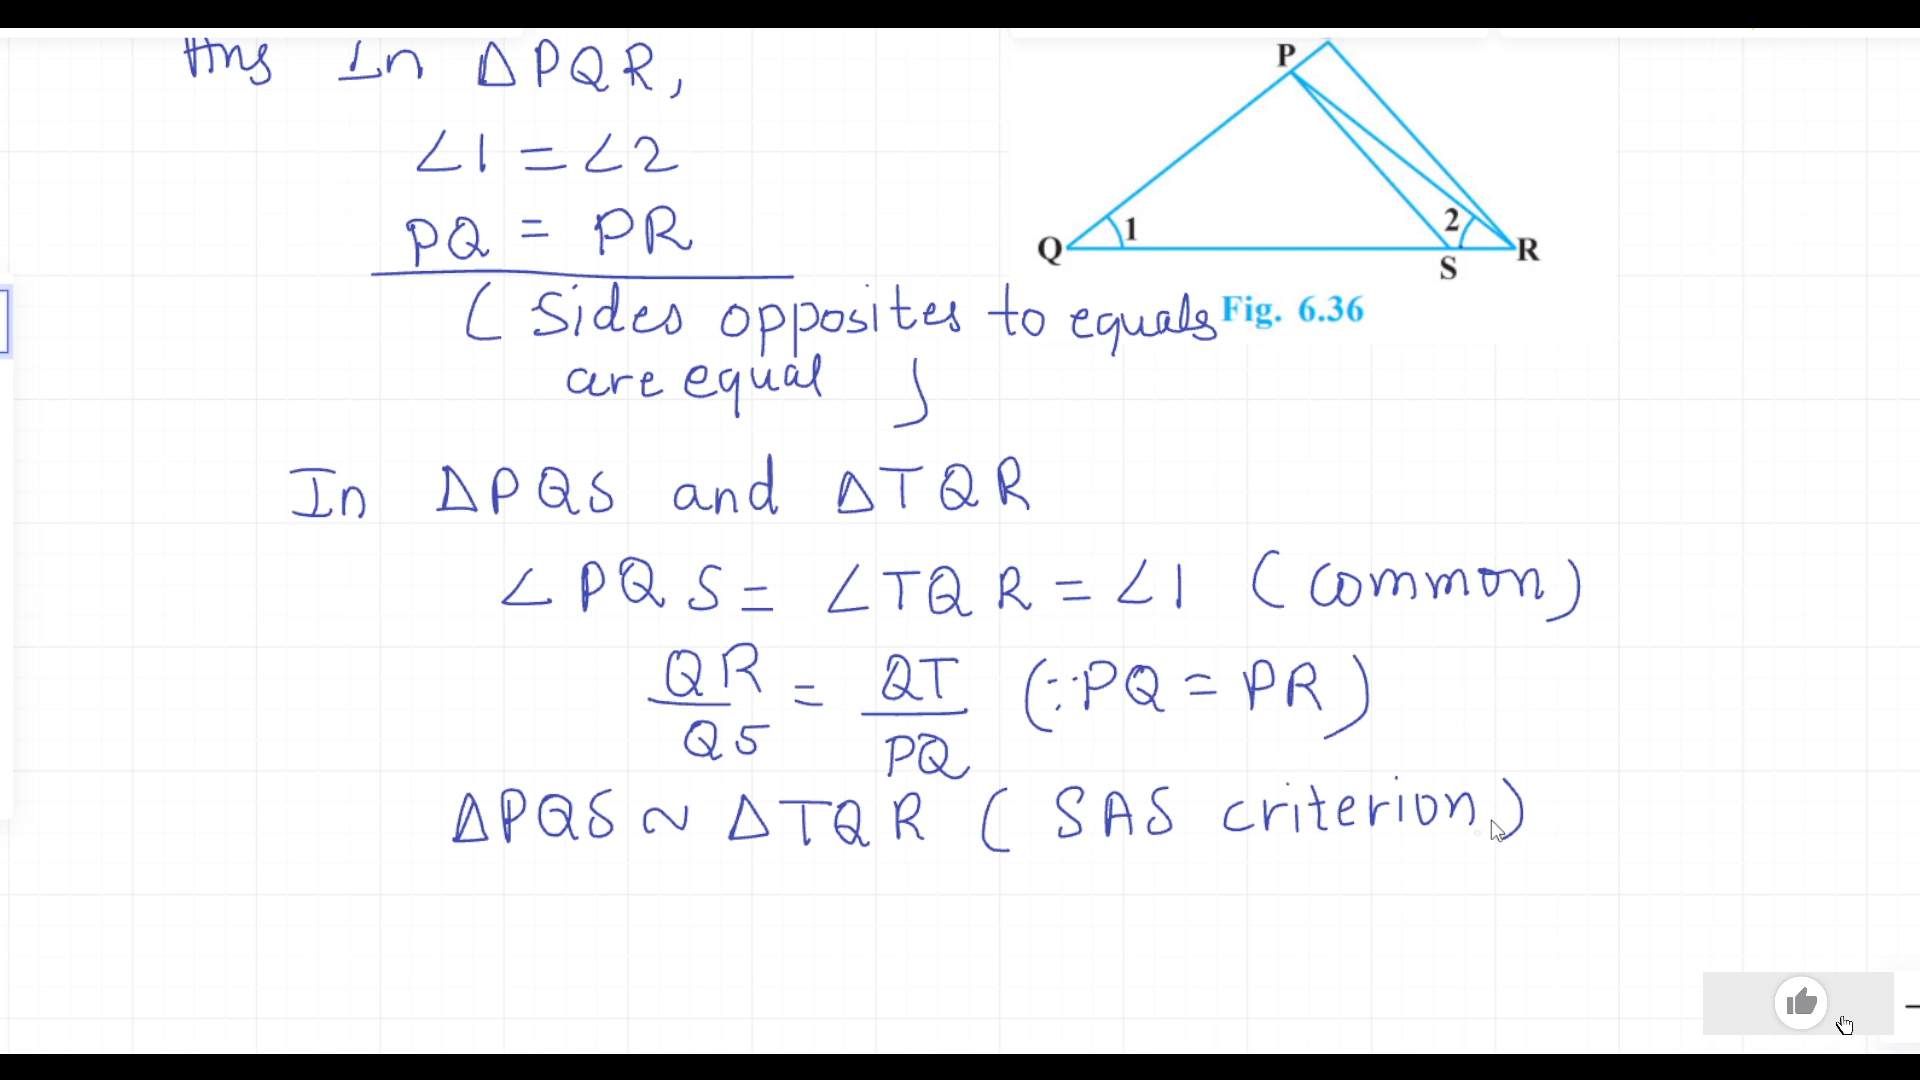 Ans In ΔPQR,
∠1 = ∠2
PQ = PR
(Sides opposites to equals
are equal)
P
Q
1
2
R
S
Fig. 6.36
In ΔPQS and ΔTQR
∠PQS = ∠TQR = ∠1 (common)
QR/QS = QT/PQ (∵PQ = PR)
ΔPQS ~ ΔTQR (SAS criterion)